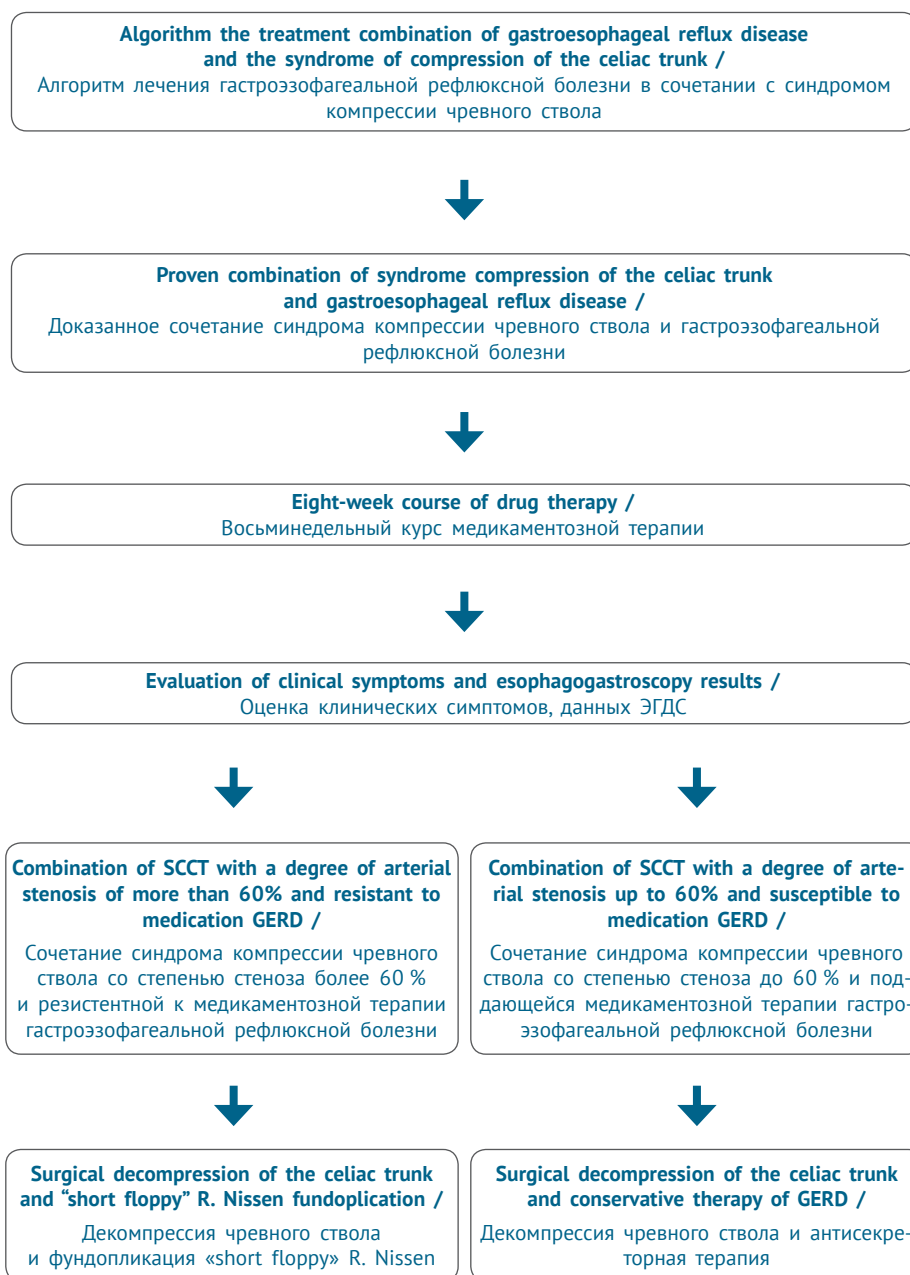 Algorithm the treatment combination of gastroesophageal reflux disease
and the syndrome of compression of the celiac trunk /
Алгоритм лечения гастроэзофагеальной рефлюксной болезни в сочетании с синдромом
компрессии чревного ствола
Proven combination of syndrome compression of the celiac trunk
and gastroesophageal reflux disease /
Доказанное сочетание синдрома компрессии чревного ствола и гастроэзофагеальной
рефлюксной болезни
Eight-week course of drug therapy /
Восьминедельный курс медикаментозной терапии
Evaluation of clinical symptoms and esophagogastroscopy results /
Оценка клинических симптомов, данных ЭГДС
Combination of SCCT with a degree of arterial
stenosis of more than 60% and resistant to
medication GERD /
Сочетание синдрома компрессии чревного
ствола со степенью стеноза более 60 %
и резистентной к медикаментозной терапии
гастроэзофагеальной рефлюксной болезни
Combination of SCCT with a degree of arte-
rial stenosis up to 60% and susceptible to
medication GERD /
Сочетание синдрома компрессии чревного
ствола со степенью стеноза до 60 % и под-
дающейся медикаментозной терапии гастро-
эзофагеальной рефлюксной болезни
Surgical decompression of the celiac trunk
and “short floppy” R. Nissen fundoplication /
Декомпрессия чревного ствола
и фундопликация «short floppy» R. Nissen
Surgical decompression of the celiac trunk
and conservative therapy of GERD /
Декомпрессия чревного ствола и антисекре-
торная терапия